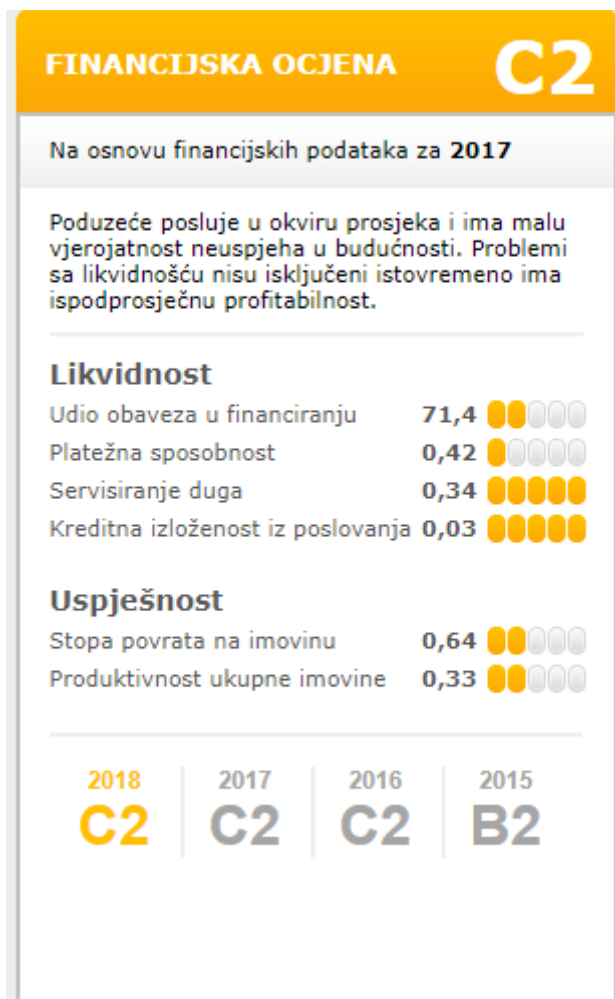 FINANCIJSKA OCJENA C2
Na osnovu financijskih podataka za 2017
Poduzeće posluje u okviru prosjeka i ima malu
vjerojatnost neuspjeha u budućnosti. Problemi
sa likvidnošću nisu isključeni istovremeno ima
ispodprosječnu profitabilnost.
Likvidnost
Udio obaveza u financiranju 71,4
Platežna sposobnost 0,42
Servisiranje duga 0,34
Kreditna izloženost iz poslovanja 0,03
Uspješnost
Stopa povrata na imovinu 0,64
Produktivnost ukupne imovine 0,33
2018 2017 2016 2015
C2 C2 C2 B2